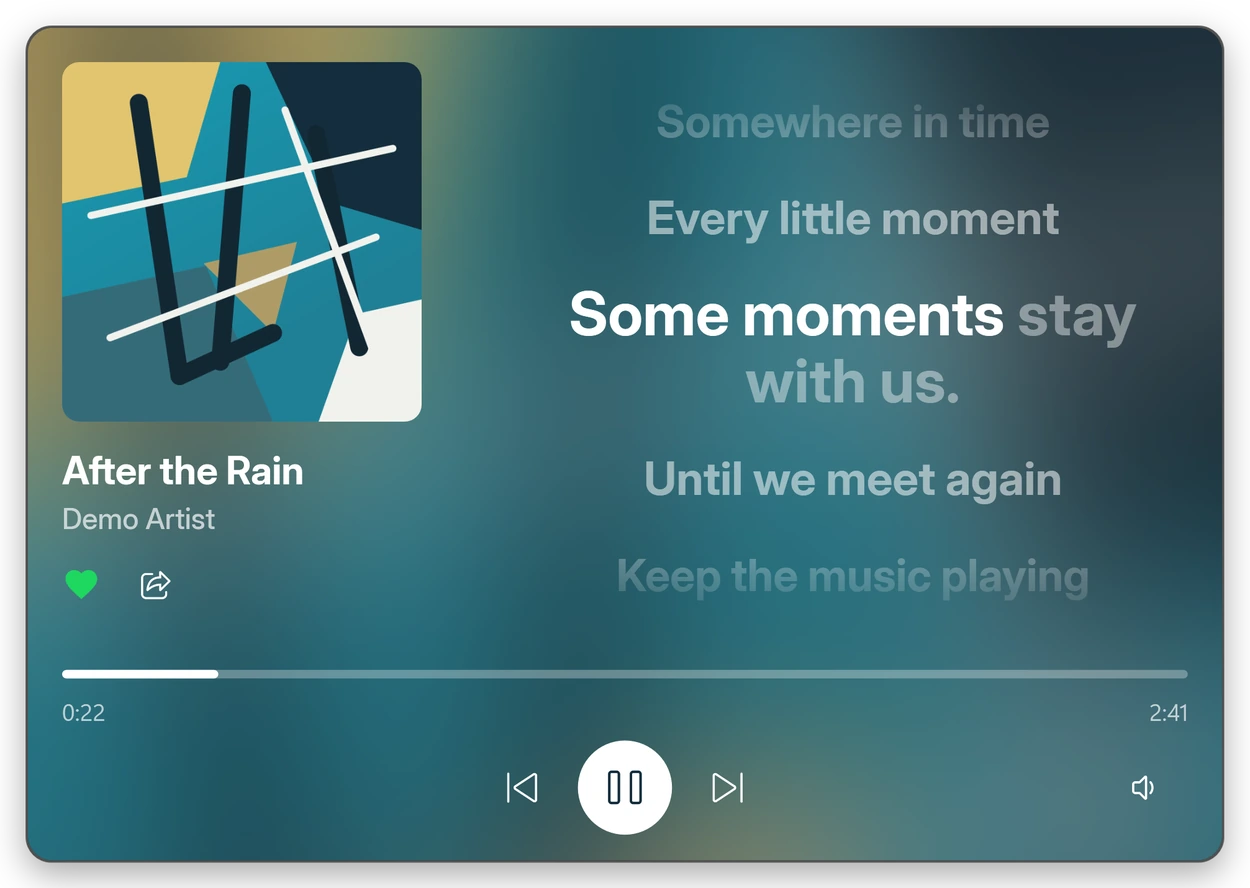 Somewhere in time
Every little moment
Some moments stay
with us.
Until we meet again
Keep the music playing
After the Rain
Demo Artist
0:22
2:41